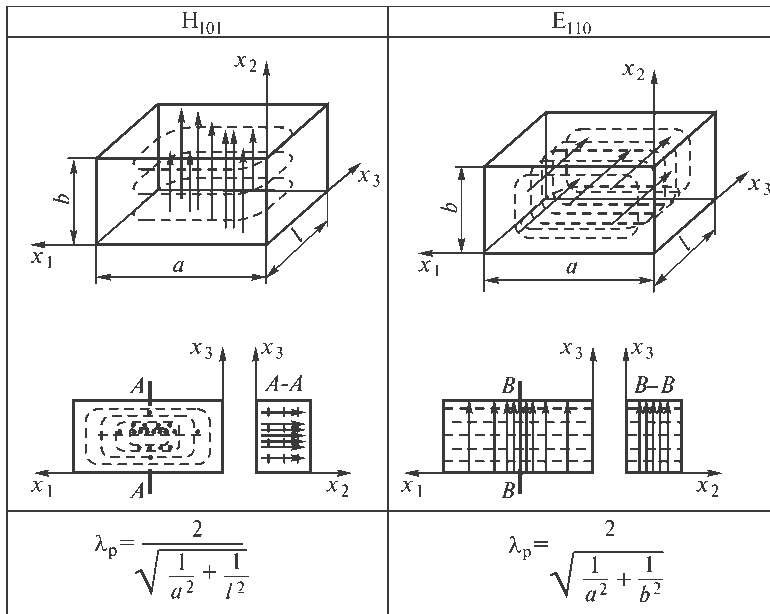 H₁₀₁
E₁₁₀
x₂
x₃
b
l
x₁
a
x₂
x₃
b
l
x₁
a
x₃
x₃
A
A-A
x₁
A
x₂
x₃
x₃
B
B–B
x₁
B
x₂
λₚ = 2 / √(1/a² + 1/l²)
λₚ = 2 / √(1/a² + 1/b²)